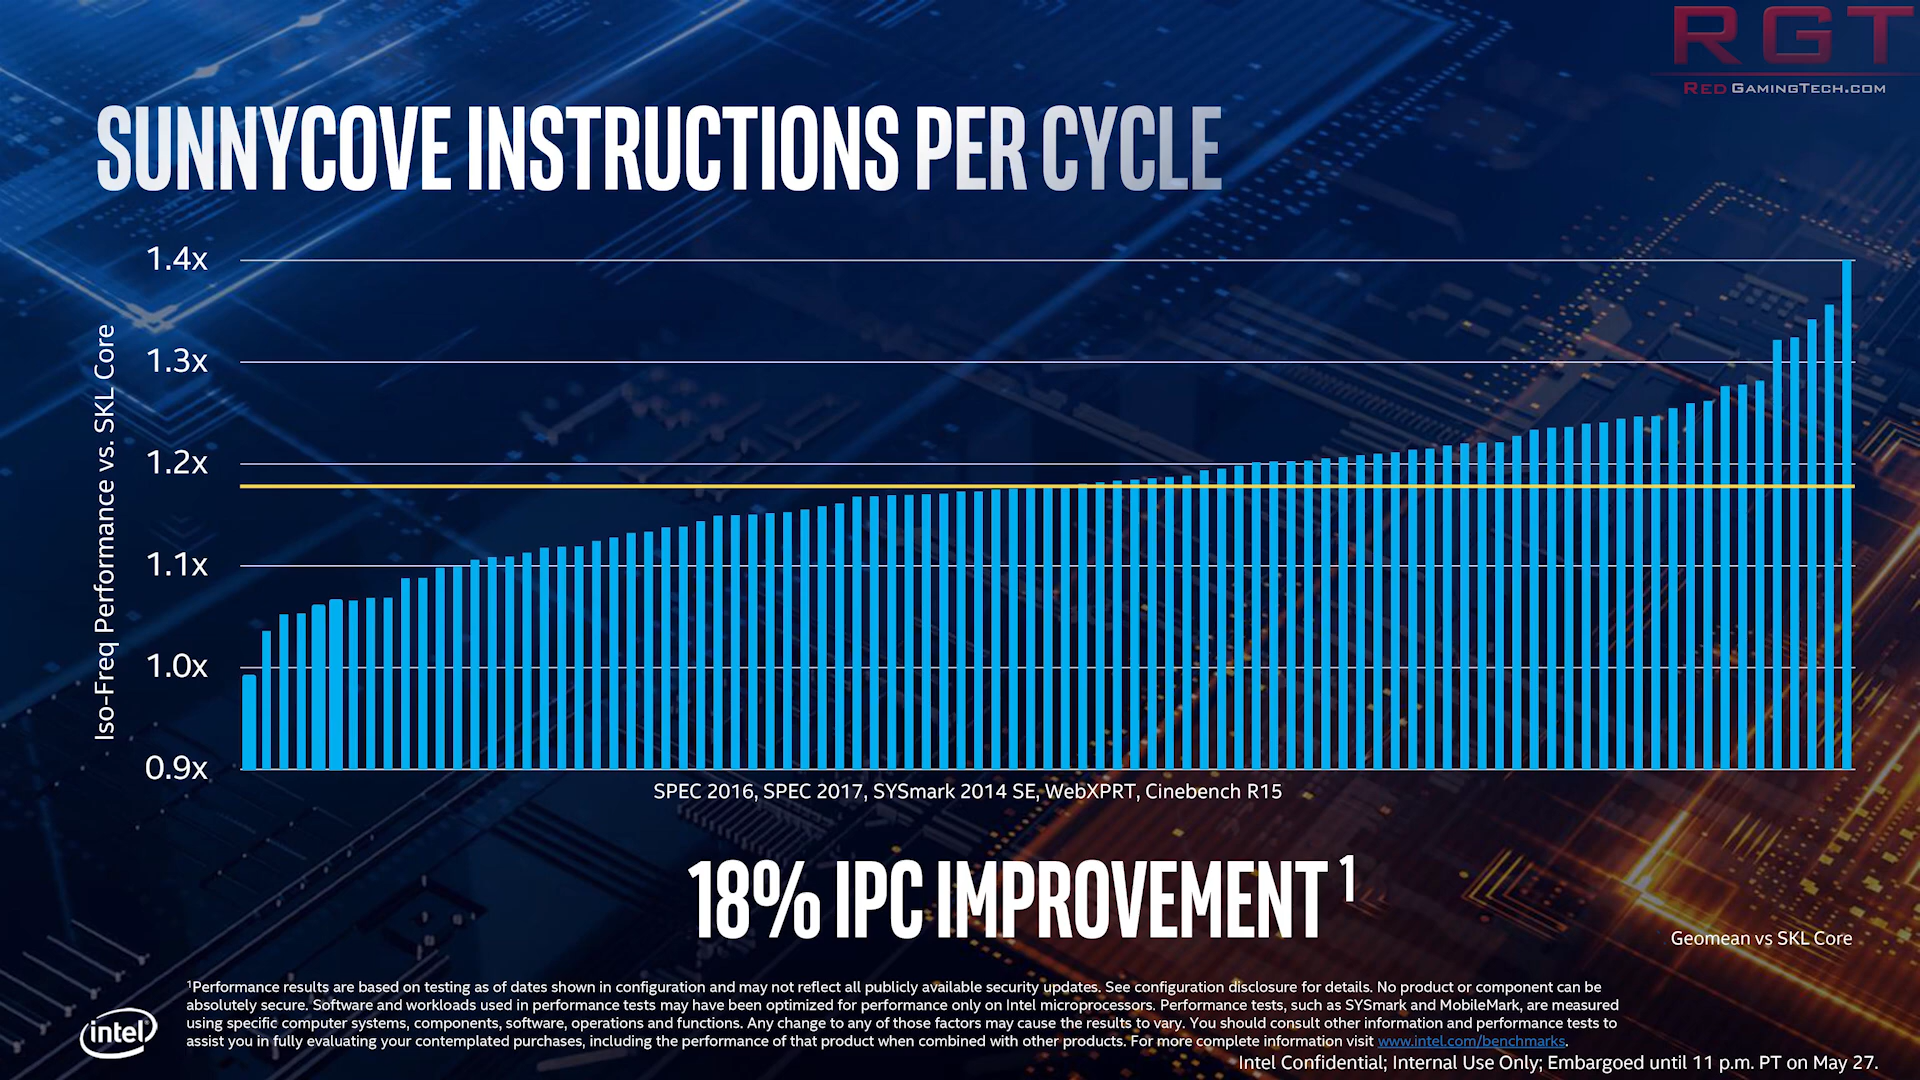 RGT
RedGamingTech.com
SUNNYCOVE INSTRUCTIONS PER CYCLE
1.4x
1.3x
1.2x
1.1x
1.0x
0.9x
Iso-Freq Performance vs. SKL Core
SPEC 2016, SPEC 2017, SYSmark 2014 SE, WebXPRT, Cinebench R15
18% IPC IMPROVEMENT¹
Geomean vs SKL Core
¹Performance results are based on testing as of dates shown in configuration and may not reflect all publicly available security updates. See configuration disclosure for details. No product or component can be
absolutely secure. Software and workloads used in performance tests may have been optimized for performance only on Intel microprocessors. Performance tests, such as SYSmark and MobileMark, are measured
using specific computer systems, components, software, operations and functions. Any change to any of those factors may cause the results to vary. You should consult other information and performance tests to
assist you in fully evaluating your contemplated purchases, including the performance of that product when combined with other products. For more complete information visit www.intel.com/benchmarks.
intel
Intel Confidential; Internal Use Only; Embargoed until 11 p.m. PT on May 27.